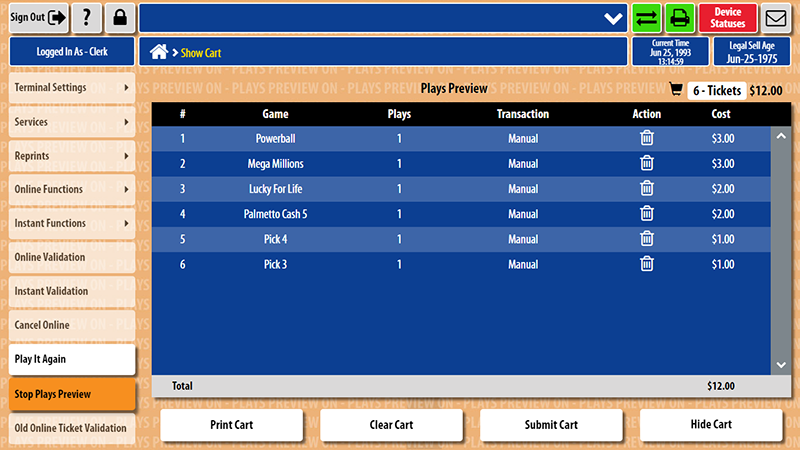 Sign Out
?
Device
Statuses
Logged In As - Clerk
> Show Cart
Current Time
Jun 25, 1993
13:14:59
Legal Sell Age
Jun-25-1975
Terminal Settings
Services
Reprints
Online Functions
Instant Functions
Online Validation
Instant Validation
Cancel Online
Play It Again
Stop Plays Preview
Old Online Ticket Validation
Plays Preview
6 - Tickets $12.00
# Game Plays Transaction Action Cost
1 Powerball 1 Manual $3.00
2 Mega Millions 1 Manual $3.00
3 Lucky For Life 1 Manual $2.00
4 Palmetto Cash 5 1 Manual $2.00
5 Pick 4 1 Manual $1.00
6 Pick 3 1 Manual $1.00
Total $12.00
Print Cart
Clear Cart
Submit Cart
Hide Cart
PLAYS PREVIEW ON - PLAYS PREVIEW ON - PLAYS PREVIEW ON